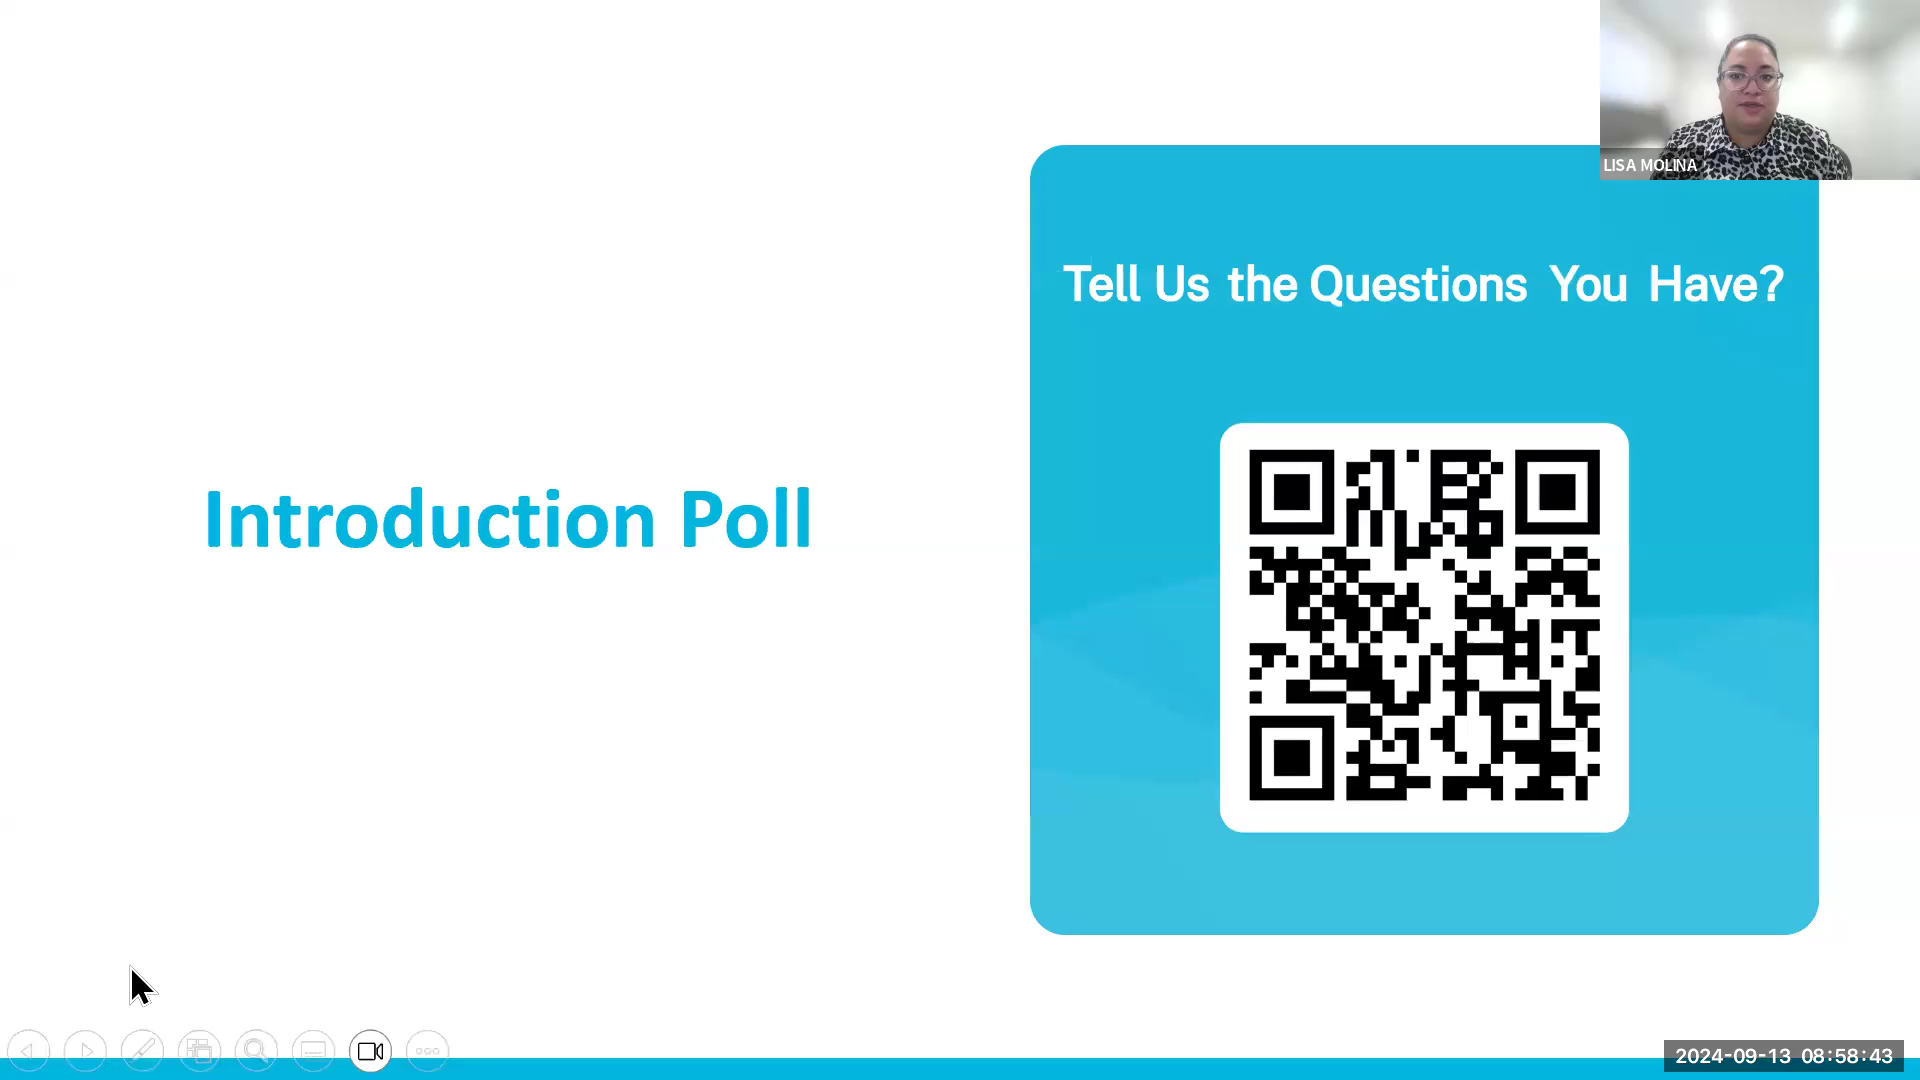 LISA MOLINA
Tell Us the Questions You Have?
Introduction Poll
2024-09-13 08:58:43